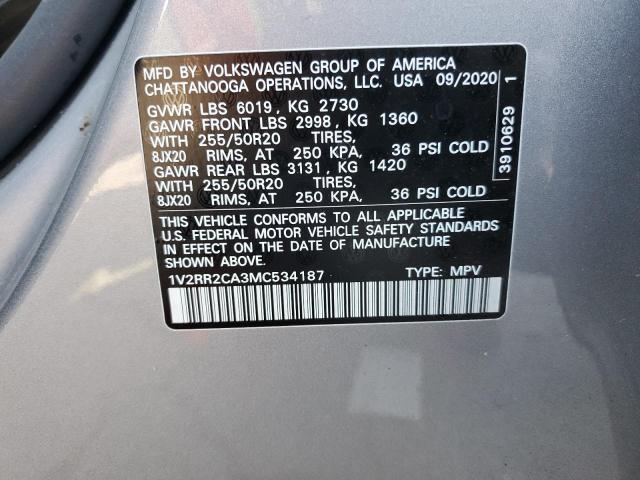 MFD BY VOLKSWAGEN GROUP OF AMERICA
CHATTANOOGA OPERATIONS, LLC. USA 09/2020
GVWR LBS 6019, KG 2730
GAWR FRONT LBS 2998, KG 1360
WITH 255/50R20 TIRES,
8JX20 RIMS, AT 250 KPA, 36 PSI COLD
GAWR REAR LBS 3131, KG 1420
WITH 255/50R20 TIRES,
8JX20 RIMS, AT 250 KPA, 36 PSI COLD
THIS VEHICLE CONFORMS TO ALL APPLICABLE
U.S. FEDERAL MOTOR VEHICLE SAFETY STANDARDS
IN EFFECT ON THE DATE OF MANUFACTURE
SHOWN ABOVE.
1V2RR2CA3MC534187 TYPE: MPV
3910629 1